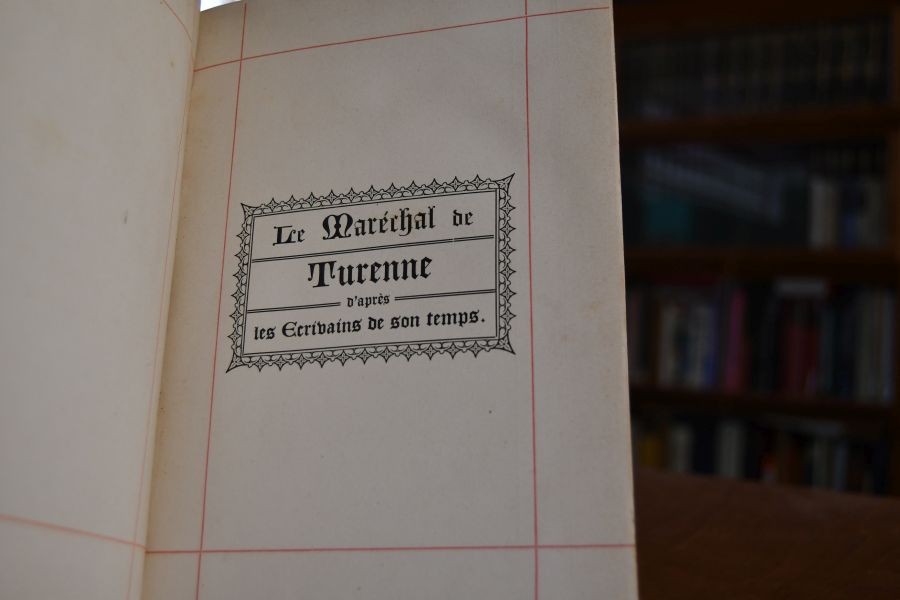 Le Maréchal de
Turenne
d'après
les Ecrivains de son temps.